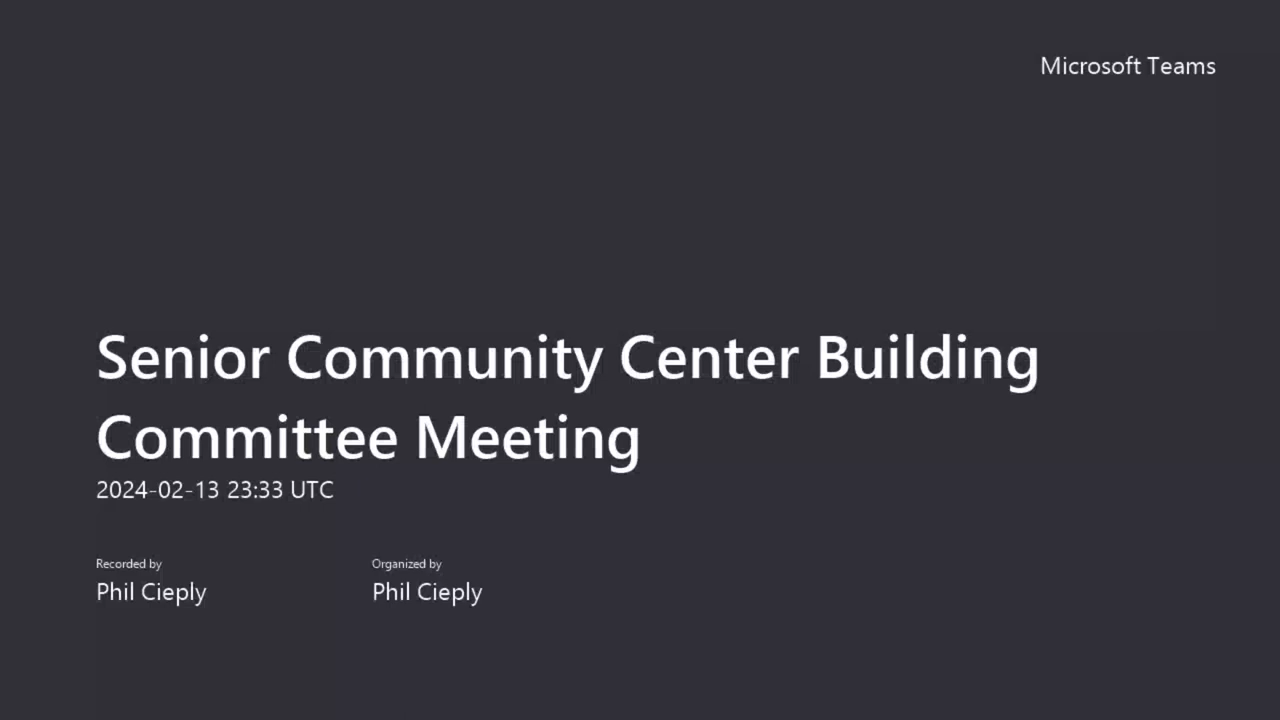 Microsoft Teams
Senior Community Center Building
Committee Meeting
2024-02-13 23:33 UTC
Recorded by
Phil Cieply
Organized by
Phil Cieply